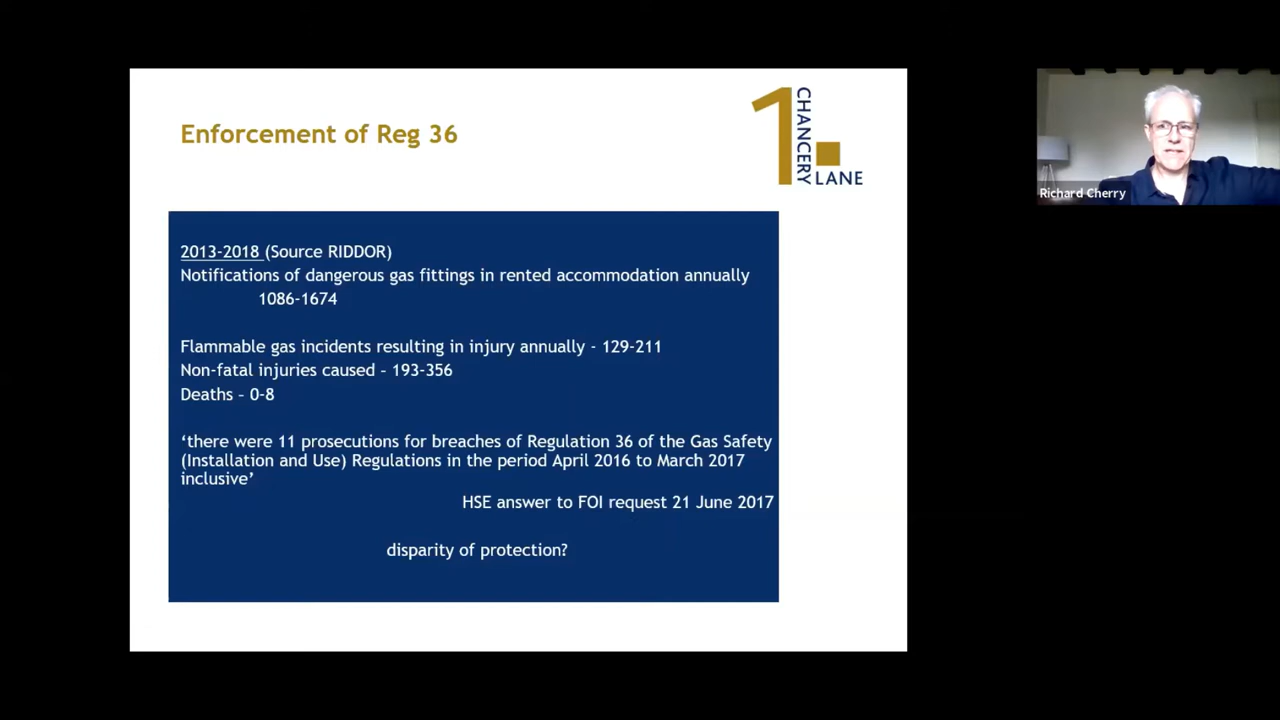 Enforcement of Reg 36
1
CHANCERY
LANE
Richard Cherry
2013-2018 (Source RIDDOR)
Notifications of dangerous gas fittings in rented accommodation annually
1086-1674
Flammable gas incidents resulting in injury annually - 129-211
Non-fatal injuries caused – 193-356
Deaths – 0-8
‘there were 11 prosecutions for breaches of Regulation 36 of the Gas Safety
(Installation and Use) Regulations in the period April 2016 to March 2017
inclusive’
HSE answer to FOI request 21 June 2017
disparity of protection?